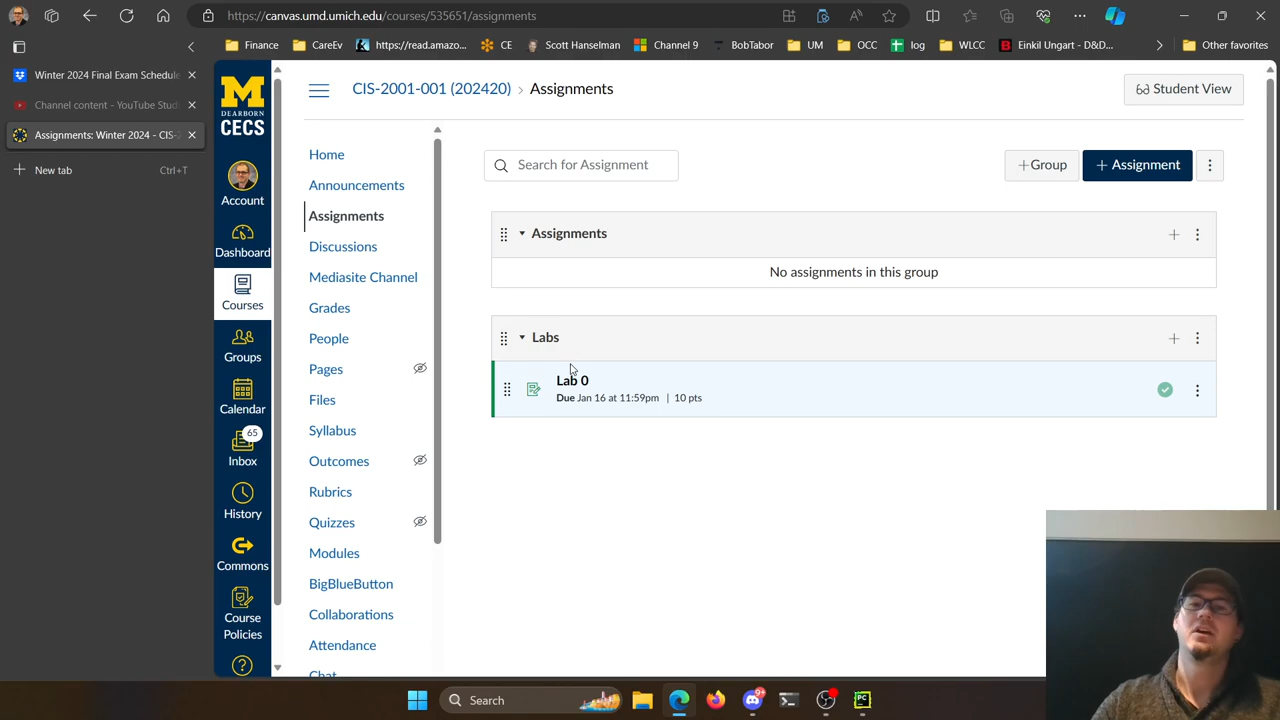 https://canvas.umd.umich.edu/courses/535651/assignments
Finance
CareEv
https://read.amazo...
CE
Scott Hanselman
Channel 9
BobTabor
UM
OCC
log
WLCC
Einkil Ungart - D&D...
Other favorites
Winter 2024 Final Exam Schedule
Channel content - YouTube Studi
Assignments: Winter 2024 - CIS-2
New tab
Ctrl+T
M
DEARBORN
CECS
Account
Dashboard
Courses
Groups
Calendar
65
Inbox
History
Commons
Course
Policies
?
CIS-2001-001 (202420) › Assignments
Student View
Home
Announcements
Assignments
Discussions
Mediasite Channel
Grades
People
Pages
Files
Syllabus
Outcomes
Rubrics
Quizzes
Modules
BigBlueButton
Collaborations
Attendance
Chat
Search for Assignment
+Group
+ Assignment
Assignments
No assignments in this group
Labs
Lab 0
Due Jan 16 at 11:59pm | 10 pts
Search
9+
PC